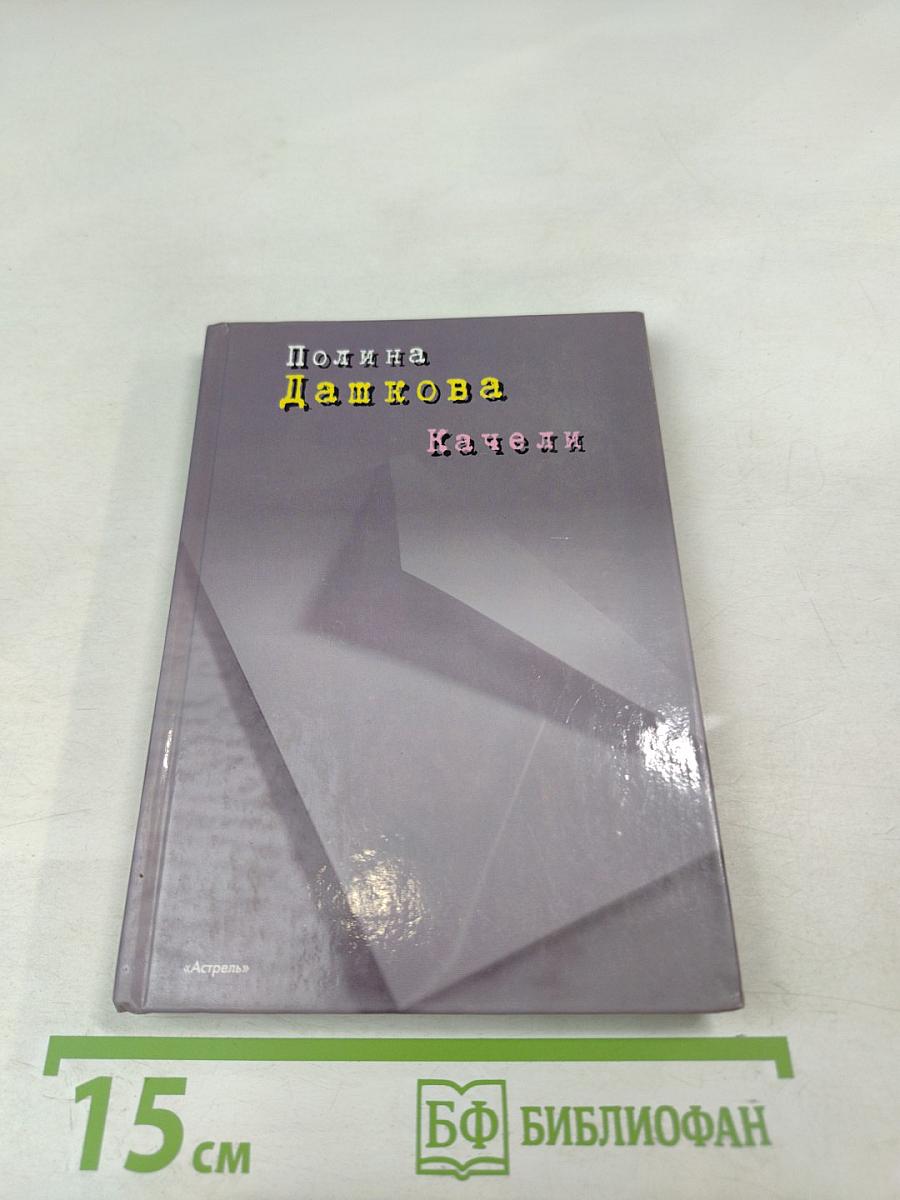 Полина
Дашкова
Качели
«Астрель»
15 см
БФ БИБЛИОФАН